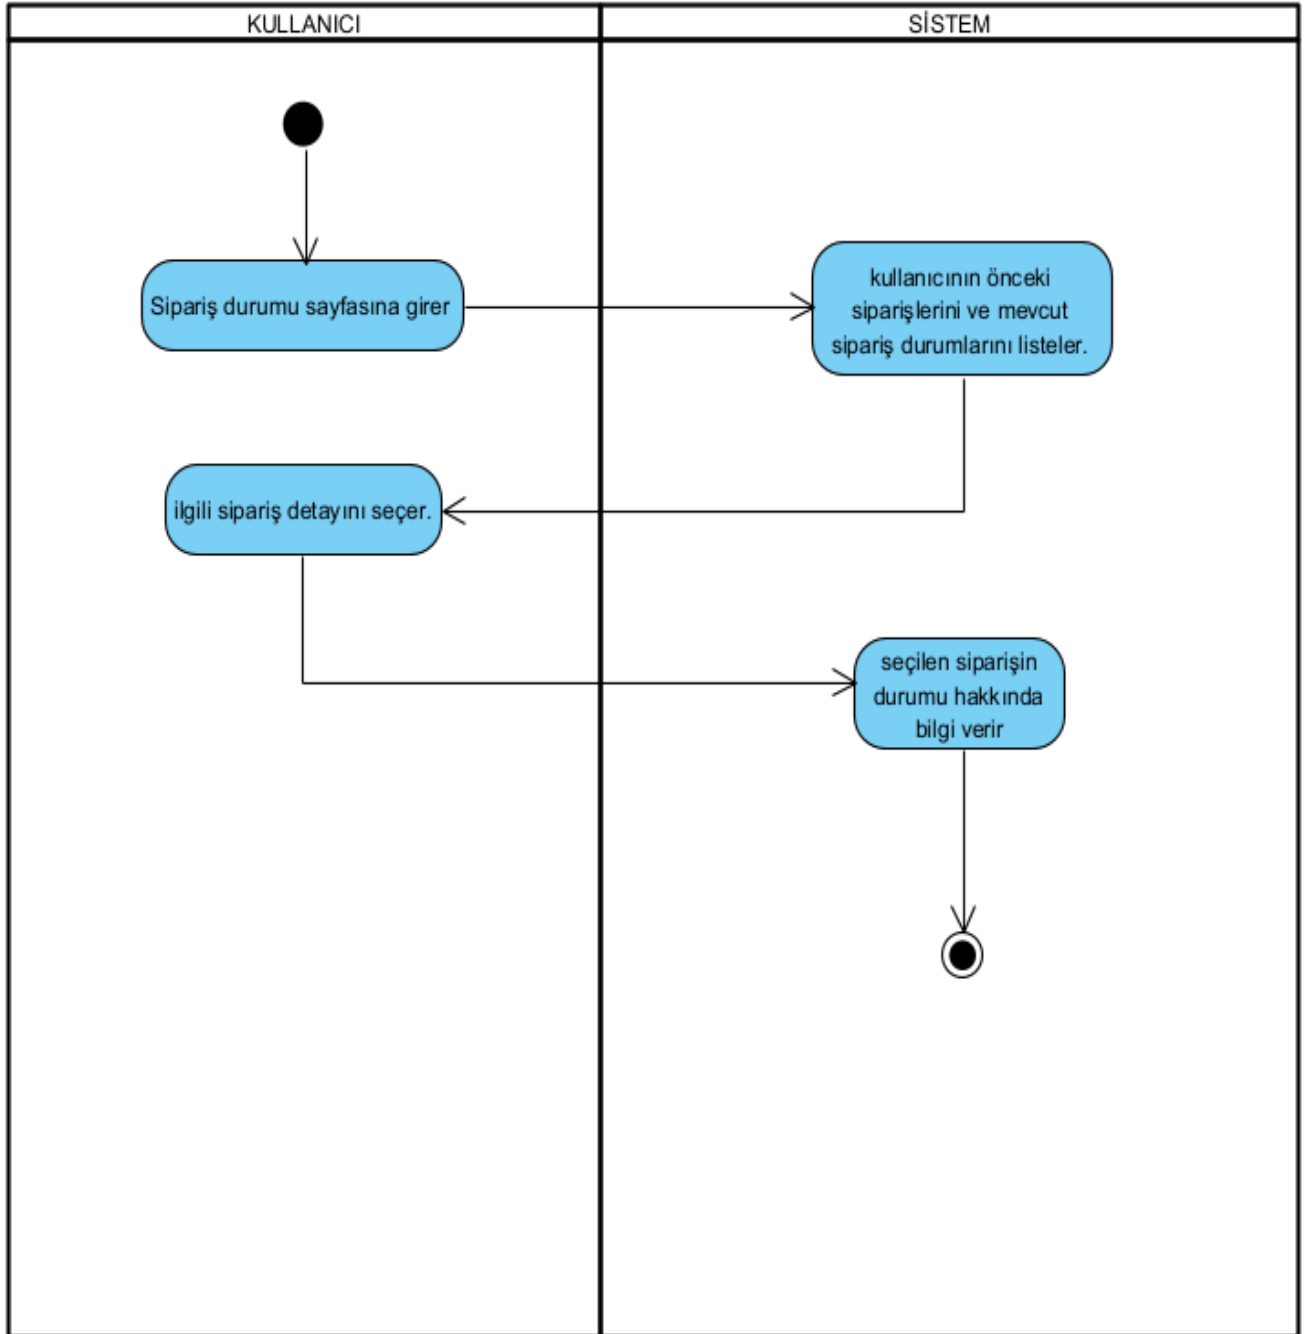 KULLANICI
SİSTEM
Sipariş durumu sayfasına girer
kullanıcının önceki
siparişlerini ve mevcut
sipariş durumlarını listeler.
ilgili sipariş detayını seçer.
seçilen siparişin
durumu hakkında
bilgi verir